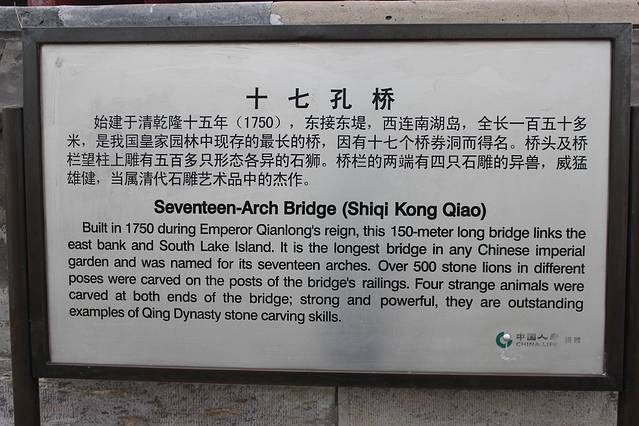 十七孔桥
始建于清乾隆十五年（1750），东接东堤，西连南湖岛，全长一百五十多
米，是我国皇家园林中现存的最长的桥，因有十七个桥券洞而得名。桥头及桥
栏望柱上雕有五百多只形态各异的石狮。桥栏的两端有四只石雕的异兽，威猛
雄健，当属清代石雕艺术品中的杰作。
Seventeen-Arch Bridge (Shiqi Kong Qiao)
Built in 1750 during Emperor Qianlong's reign, this 150-meter long bridge links the
east bank and South Lake Island. It is the longest bridge in any Chinese imperial
garden and was named for its seventeen arches. Over 500 stone lions in different
poses were carved on the posts of the bridge's railings. Four strange animals were
carved at both ends of the bridge; strong and powerful, they are outstanding
examples of Qing Dynasty stone carving skills.
中国人寿 捐赠
CHINA LIFE